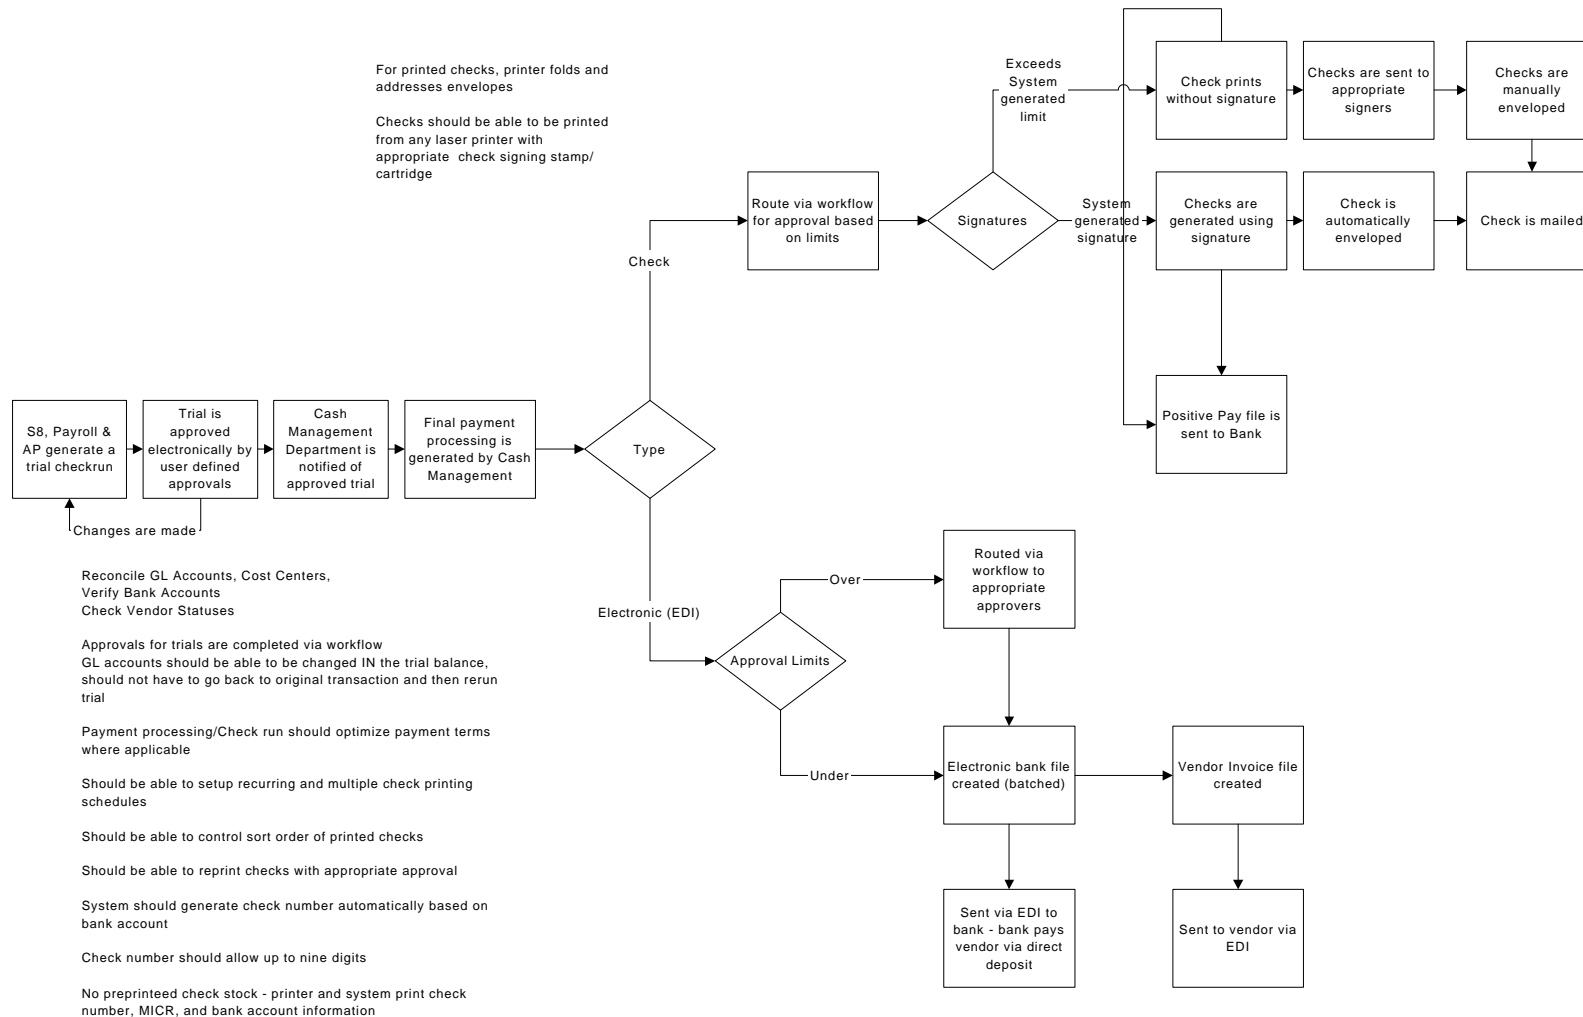 For printed checks, printer folds and
addresses envelopes
Checks should be able to be printed
from any laser printer with
appropriate  check signing stamp/
cartridge
Exceeds
System
generated
limit
Check prints
without signature
Checks are sent to
appropriate
signers
Checks are
manually
enveloped
Route via workflow
for approval based
on limits
Signatures
System
generated
signature
Checks are
generated using
signature
Check is
automatically
enveloped
Check is mailed
Check
Positive Pay file is
sent to Bank
S8, Payroll &
AP generate a
trial checkrun
Trial is
approved
electronically by
user defined
approvals
Cash
Management
Department is
notified of
approved trial
Final payment
processing is
generated by Cash
Management
Type
Changes are made
Electronic (EDI)
Approval Limits
Over
Routed via
workflow to
appropriate
approvers
Under
Electronic bank file
created (batched)
Vendor Invoice file
created
Sent via EDI to
bank - bank pays
vendor via direct
deposit
Sent to vendor via
EDI
Reconcile GL Accounts, Cost Centers,
Verify Bank Accounts
Check Vendor Statuses
Approvals for trials are completed via workflow
GL accounts should be able to be changed IN the trial balance,
should not have to go back to original transaction and then rerun
trial
Payment processing/Check run should optimize payment terms
where applicable
Should be able to setup recurring and multiple check printing
schedules
Should be able to control sort order of printed checks
Should be able to reprint checks with appropriate approval
System should generate check number automatically based on
bank account
Check number should allow up to nine digits
No preprinteed check stock - printer and system print check
number, MICR, and bank account information